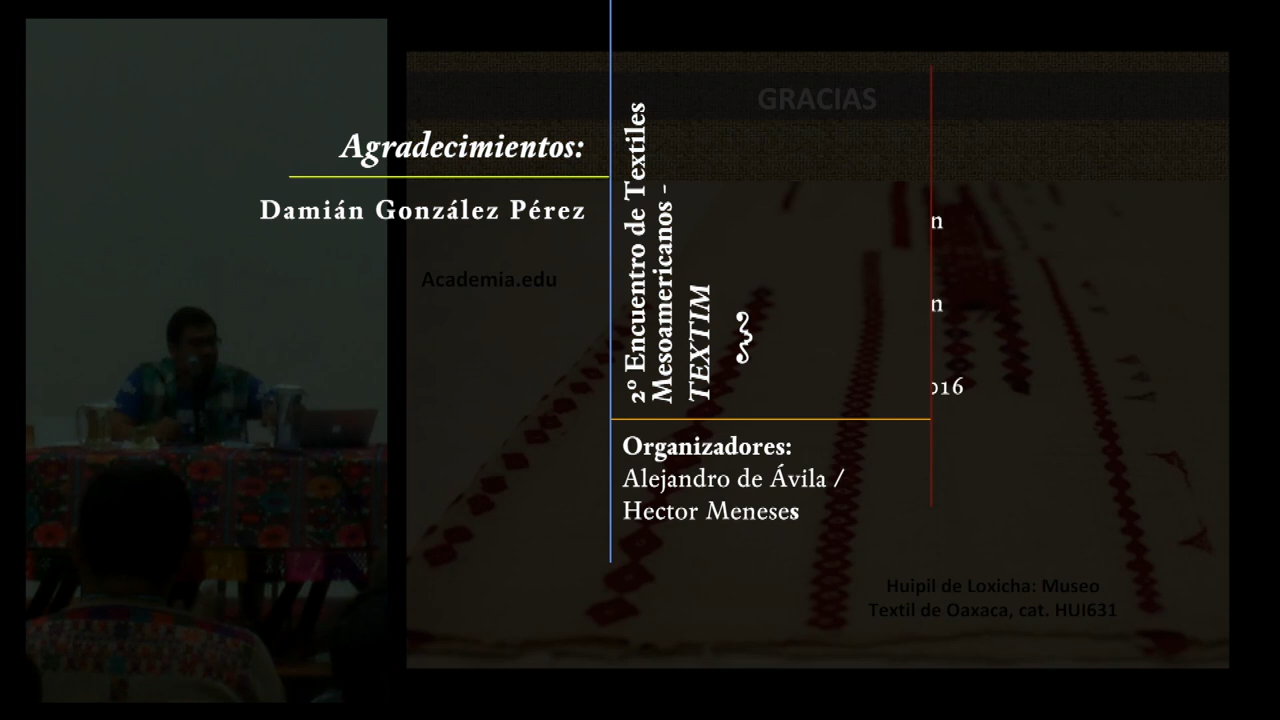 GRACIAS
Agradecimientos:
Damián González Pérez
Academia.edu
2º Encuentro de Textiles
Mesoamericanos -
TEXTIM
Organizadores:
Alejandro de Ávila /
Hector Meneses
n
n
016
Huipil de Loxicha: Museo
Textil de Oaxaca, cat. HUI631